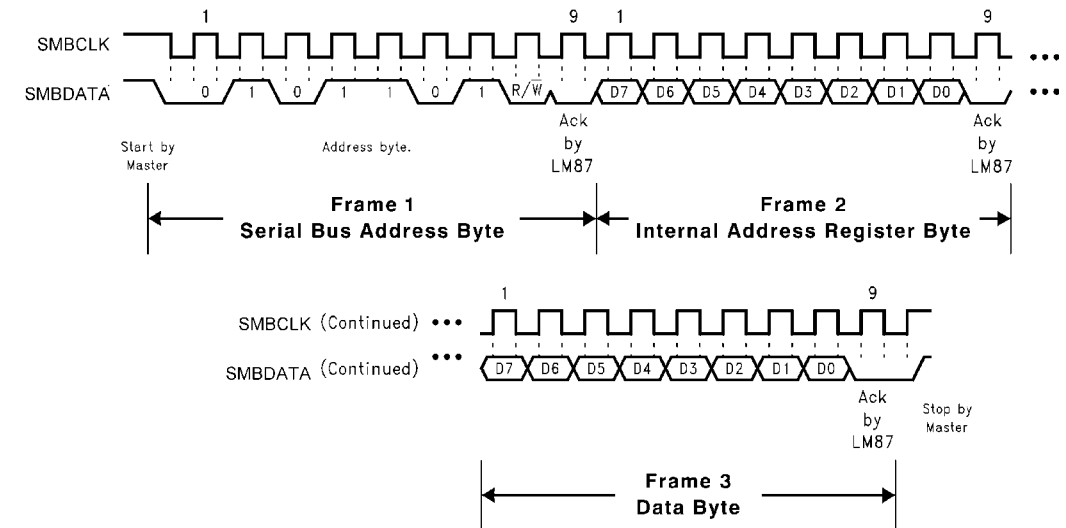 1 9 1 9
SMBCLK
SMBDATA 0 1 0 1 1 0 1 R/W̅ D7 D6 D5 D4 D3 D2 D1 D0
Start by
Master
Address byte.
Ack
by
LM87
Ack
by
LM87
Frame 1
Serial Bus Address Byte
Frame 2
Internal Address Register Byte
1 9
SMBCLK (Continued)
SMBDATA (Continued) D7 D6 D5 D4 D3 D2 D1 D0
Ack
by
LM87
Stop by
Master
Frame 3
Data Byte